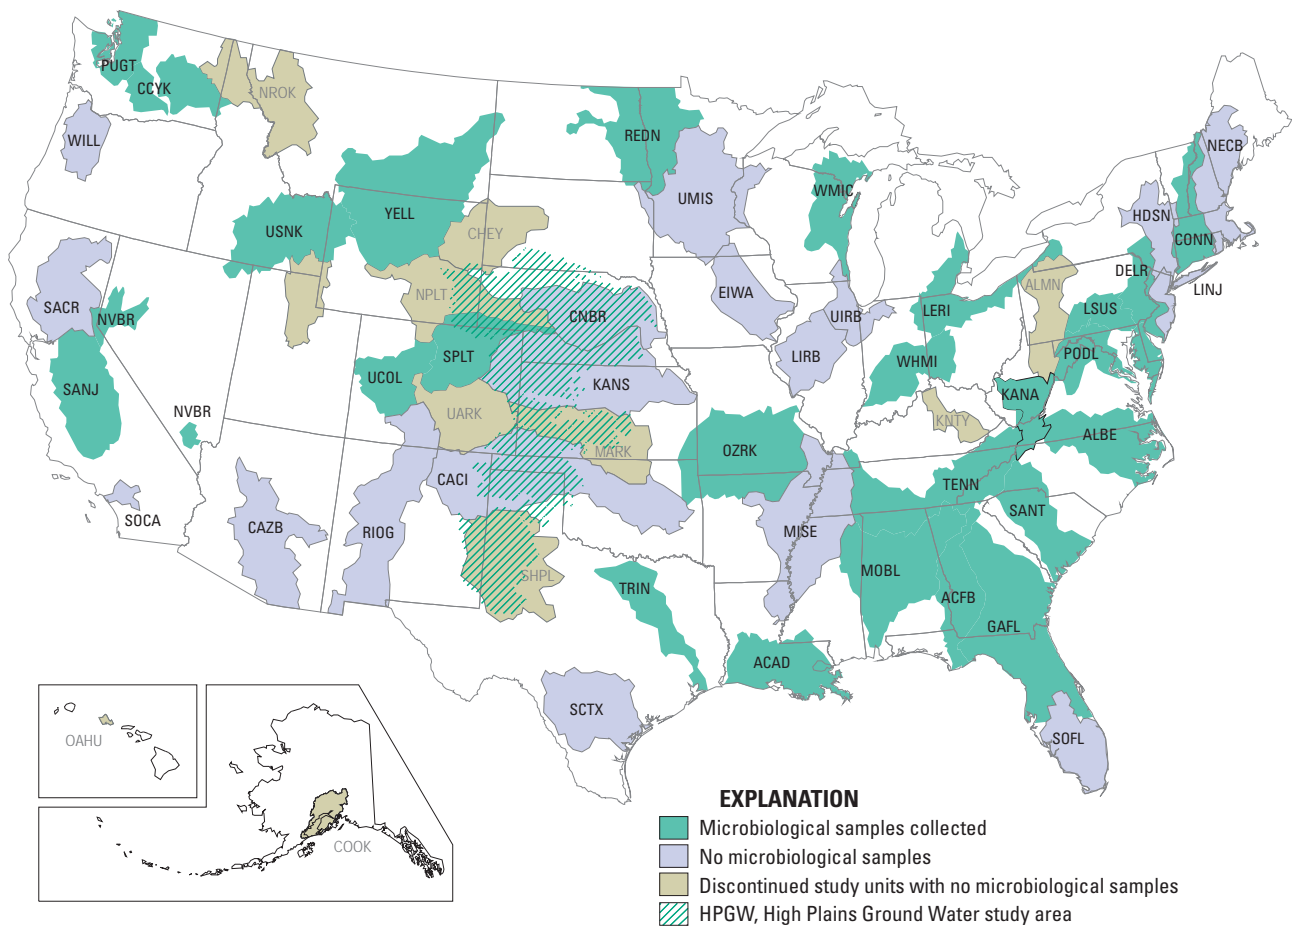 PUGT
CCYK
NROK
WILL
REDN
NECB
WMIC
UMIS
YELL
HDSN
USNK
CHEY
CONN
DELR
ALMN
LINJ
EIWA
NPLT
SACR
NVBR
CNBR
UIRB
LERI
LSUS
SPLT
LIRB
WHMI
PODL
UCOL
KANS
SANJ
KANA
NVBR
UARK
KNTY
ALBE
MARK
OZRK
CACI
TENN
SOCA
CAZB
RIOG
MISE
SANT
SHPL
MOBL
TRIN
ACFB
GAFL
ACAD
SCTX
OAHU
SOFL
COOK
EXPLANATION
Microbiological samples collected
No microbiological samples
Discontinued study units with no microbiological samples
HPGW, High Plains Ground Water study area